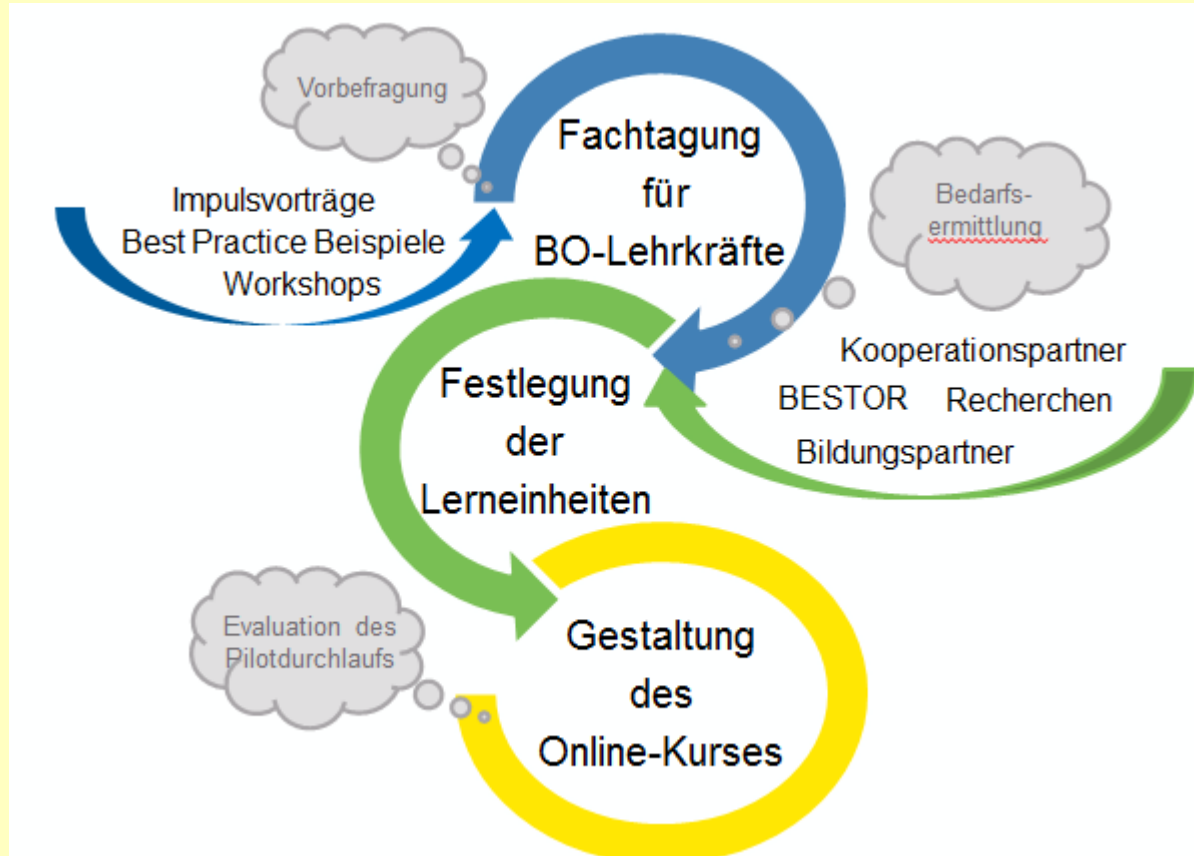 Vorbefragung
Fachtagung
für
BO-Lehrkräfte
Impulsvorträge
Best Practice Beispiele
Workshops
Bedarfs-
ermittlung
Kooperationspartner
BESTOR Recherchen
Bildungspartner
Festlegung
der
Lerneinheiten
Evaluation des
Pilotdurchlaufs
Gestaltung
des
Online-Kurses